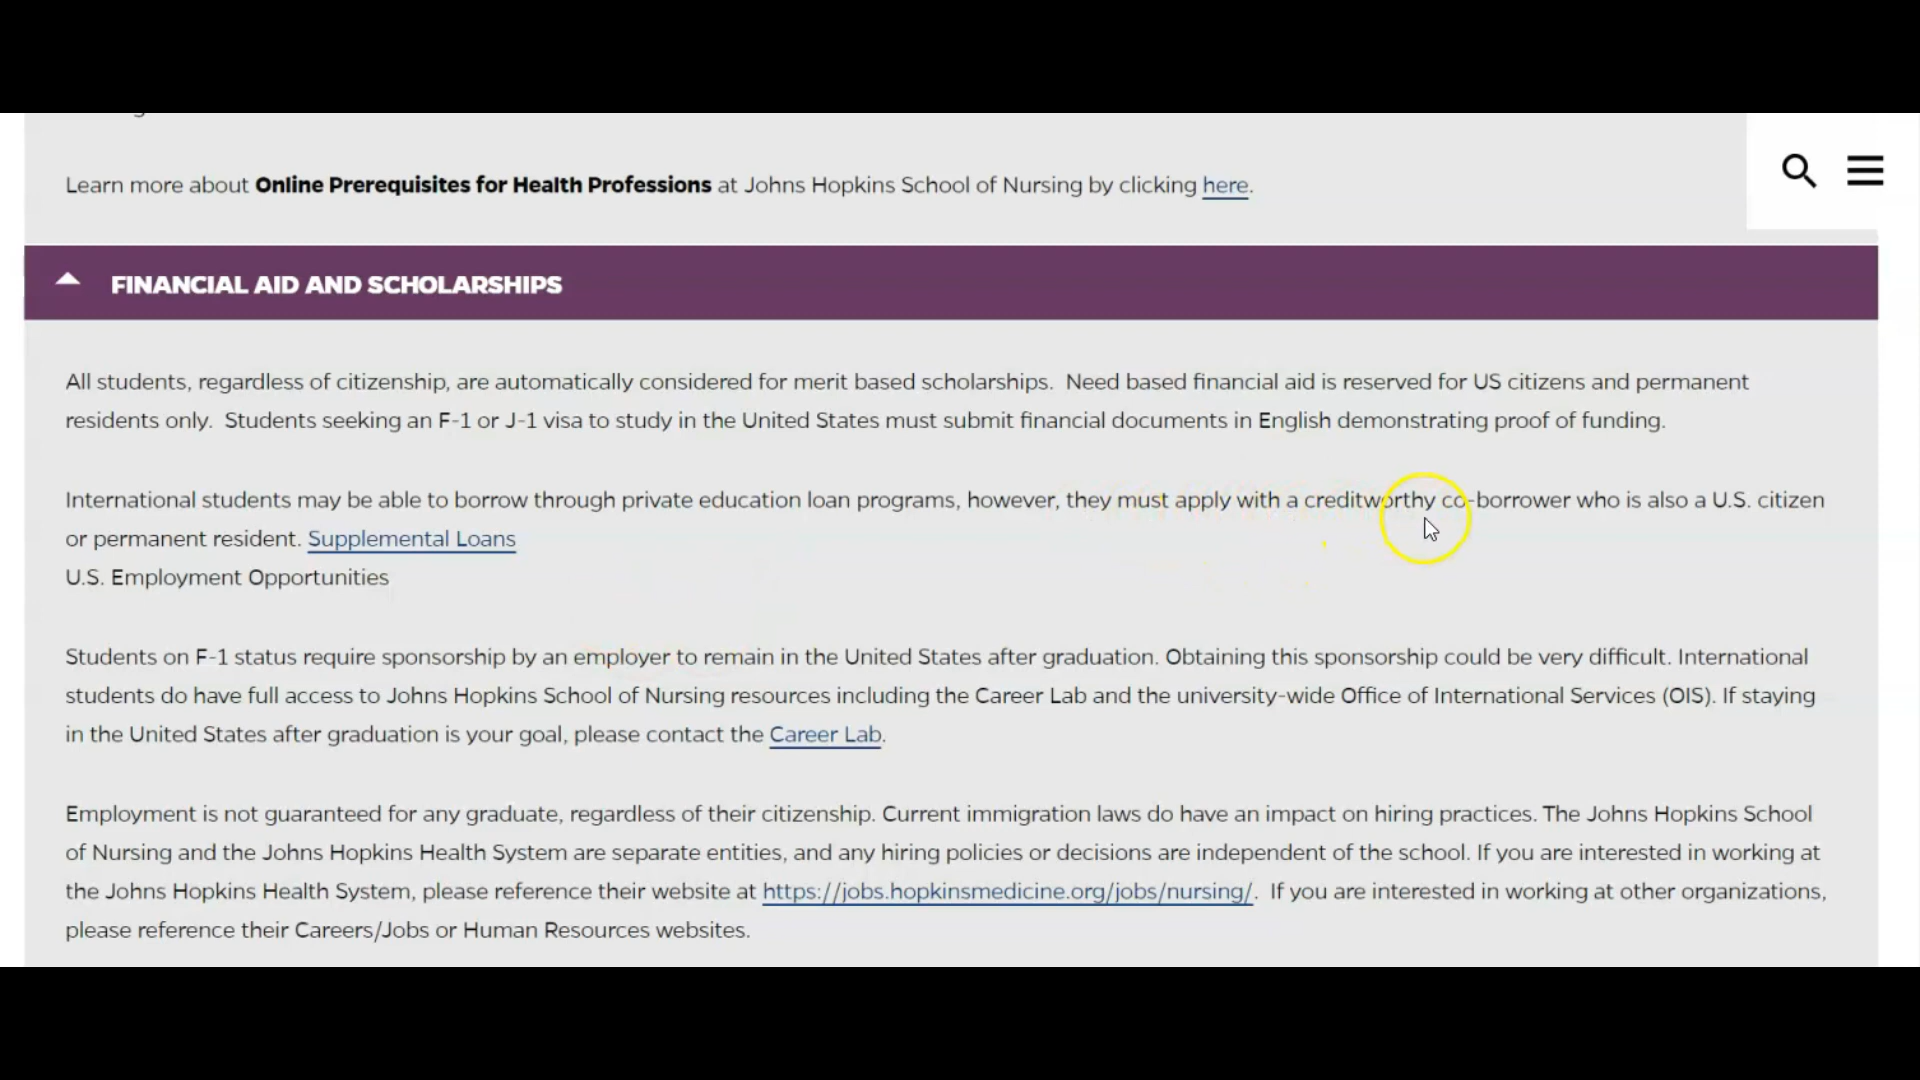 Learn more about Online Prerequisites for Health Professions at Johns Hopkins School of Nursing by clicking here.
FINANCIAL AID AND SCHOLARSHIPS
All students, regardless of citizenship, are automatically considered for merit based scholarships.  Need based financial aid is reserved for US citizens and permanent
residents only.  Students seeking an F-1 or J-1 visa to study in the United States must submit financial documents in English demonstrating proof of funding.
International students may be able to borrow through private education loan programs, however, they must apply with a creditworthy co-borrower who is also a U.S. citizen
or permanent resident. Supplemental Loans
U.S. Employment Opportunities
Students on F-1 status require sponsorship by an employer to remain in the United States after graduation. Obtaining this sponsorship could be very difficult. International
students do have full access to Johns Hopkins School of Nursing resources including the Career Lab and the university-wide Office of International Services (OIS). If staying
in the United States after graduation is your goal, please contact the Career Lab.
Employment is not guaranteed for any graduate, regardless of their citizenship. Current immigration laws do have an impact on hiring practices. The Johns Hopkins School
of Nursing and the Johns Hopkins Health System are separate entities, and any hiring policies or decisions are independent of the school. If you are interested in working at
the Johns Hopkins Health System, please reference their website at https://jobs.hopkinsmedicine.org/jobs/nursing/.  If you are interested in working at other organizations,
please reference their Careers/Jobs or Human Resources websites.